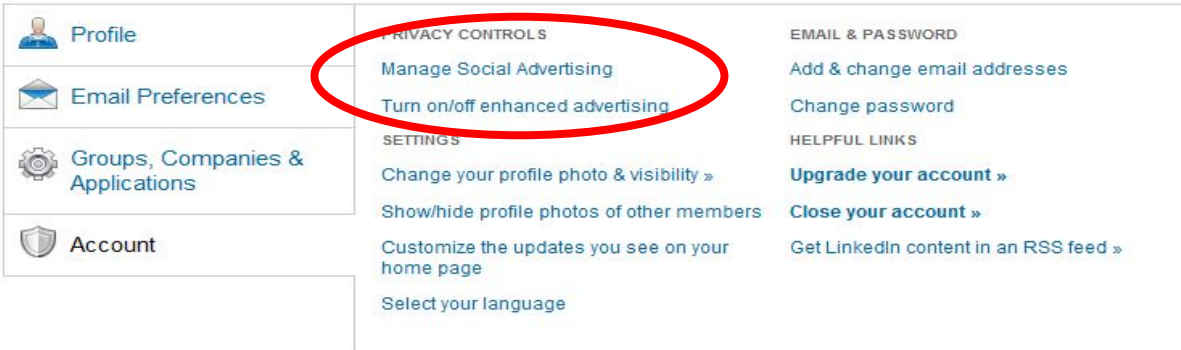 Profile
Email Preferences
Groups, Companies &
Applications
Account
PRIVACY CONTROLS
Manage Social Advertising
Turn on/off enhanced advertising
SETTINGS
Change your profile photo & visibility »
Show/hide profile photos of other members
Customize the updates you see on your
home page
Select your language
EMAIL & PASSWORD
Add & change email addresses
Change password
HELPFUL LINKS
Upgrade your account »
Close your account »
Get LinkedIn content in an RSS feed »